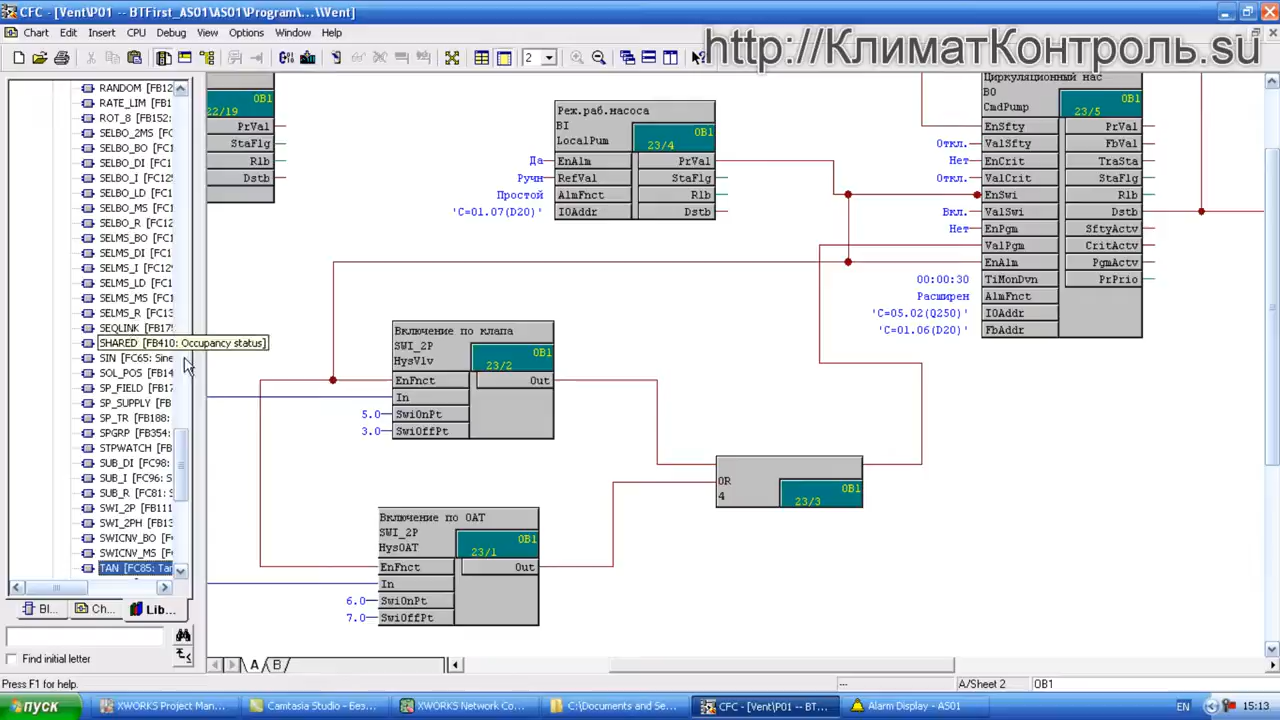 CFC - [Vent\P01 -- BTFirst_AS01\AS01\Program\...\\Vent]
Chart Edit Insert CPU Debug View Options Window Help
2
http://КлиматКонтроль.su
RANDOM [FB12
RATE_LIM [FB1
ROT_8 [FB152:
SELBO_2MS [FC
SELBO_BO [FC
SELBO_DI [FC1
SELBO_I [FC12
SELBO_LD [FC1
SELBO_MS [FC1
SELBO_R [FC12
SELMS_BO [FC
SELMS_DI [FC1
SELMS_I [FC12
SELMS_LD [FC1
SELMS_MS [FC1
SELMS_R [FC12
SEQLINK [FB17
SHARED [FB410: Occupancy status]
SIN [FC65: Sine
SOL_POS [FB14
SP_FIELD [FB17
SP_SUPPLY [FB
SP_TR [FB188:
SPGRP [FB354:
STPWATCH [FB
SUB_DI [FC98:
SUB_I [FC96: S
SUB_R [FC81: S
SWI_2P [FB111
SWI_2PH [FB13
SWICNV_BO [F
SWICNV_MS [F
TAN [FC85: Tar
Bl...
Ch...
Lib...
Find initial letter
OB1
22/19
PrVal
StaFlg
Rlb
Dstb
Реж.раб.насоса
BI
LocalPum
OB1
23/4
Да EnAlm PrVal
Ручн RefVal StaFlg
Простой AlmFnct Rlb
'C=01.07(D20)' IOAddr Dstb
Циркуляционный нас
BO
CmdPump
OB1
23/5
EnSfty PrVal
Откл. ValSfty FbVal
Нет EnCrit TraSta
Откл. ValCrit StaFlg
EnSwi Rlb
Вкл. ValSwi Dstb
Нет EnPgm SftyActv
ValPgm CritActv
EnAlm PgmActv
00:00:30 TiMonDvn PrPrio
Расширен AlmFnct
'C=05.02(Q250)' IOAddr
'C=01.06(D20)' FbAddr
Включение по клапа
SWI_2P
HysVlv
OB1
23/2
EnFnct Out
In
5.0 SwiOnPt
3.0 SwiOffPt
OR
4
OB1
23/3
Включение по OAT
SWI_2P
HysOAT
OB1
23/1
EnFnct Out
In
6.0 SwiOnPt
7.0 SwiOffPt
A B
Press F1 for help.
---
A/Sheet 2
OB1
пуск
XWORKS Project Man...
Camtasia Studio - Без...
XWORKS Network Co...
C:\Documents and Se...
CFC - [Vent\P01 -- BT...
Alarm Display - AS01
EN
15:13